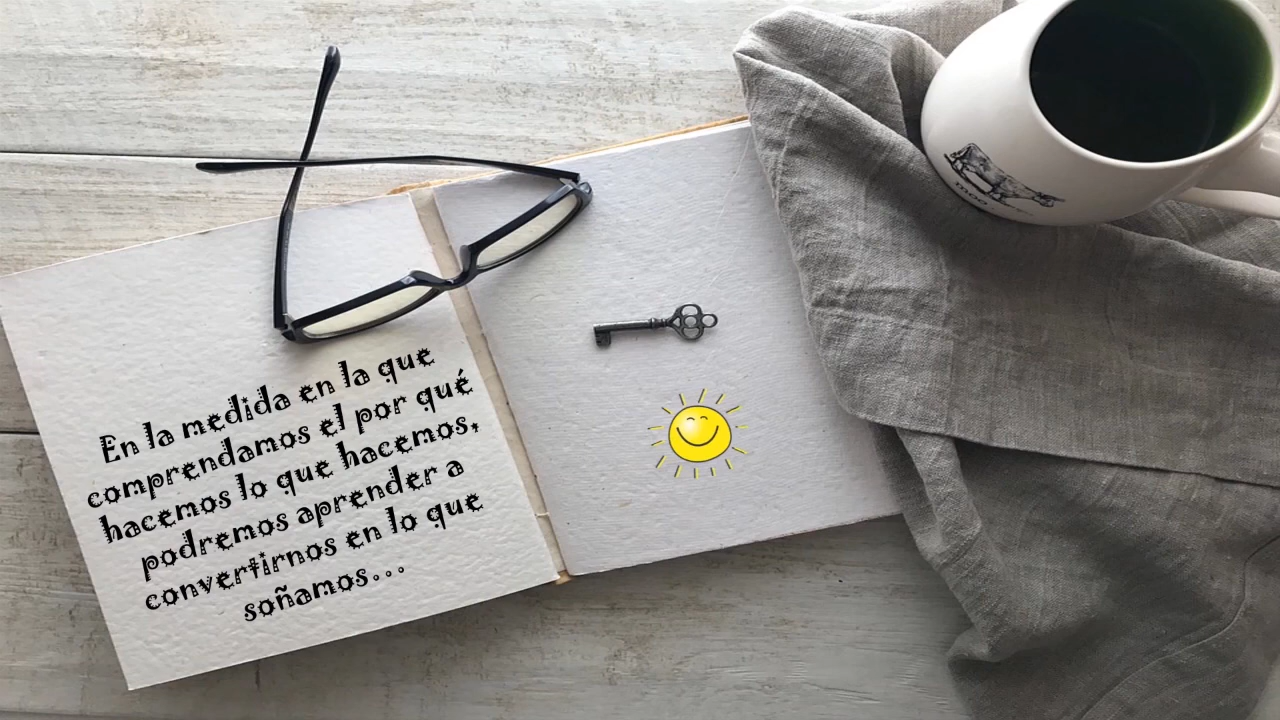 En la medida en la que
comprendamos el por qué
hacemos lo que hacemos,
podremos aprender a
convertirnos en lo que
soñamos...
moo